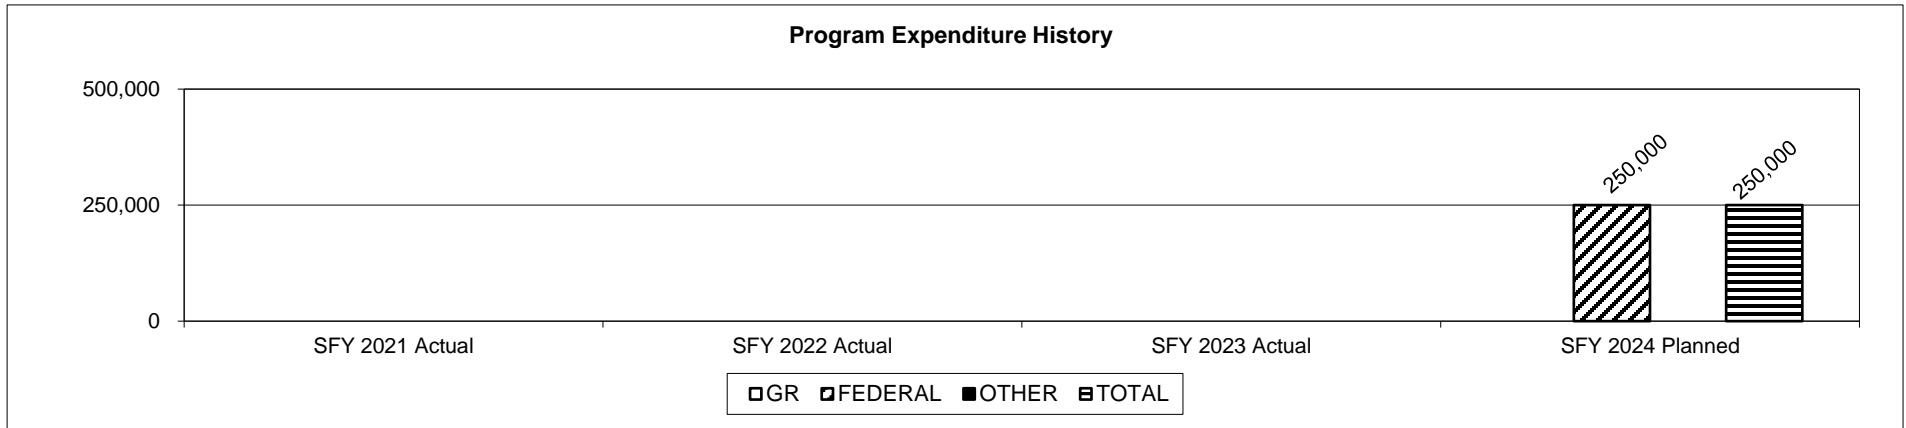 Program Expenditure History
500,000
250,000
0
250,000
250,000
SFY 2021 Actual
SFY 2022 Actual
SFY 2023 Actual
SFY 2024 Planned
GR FEDERAL OTHER TOTAL